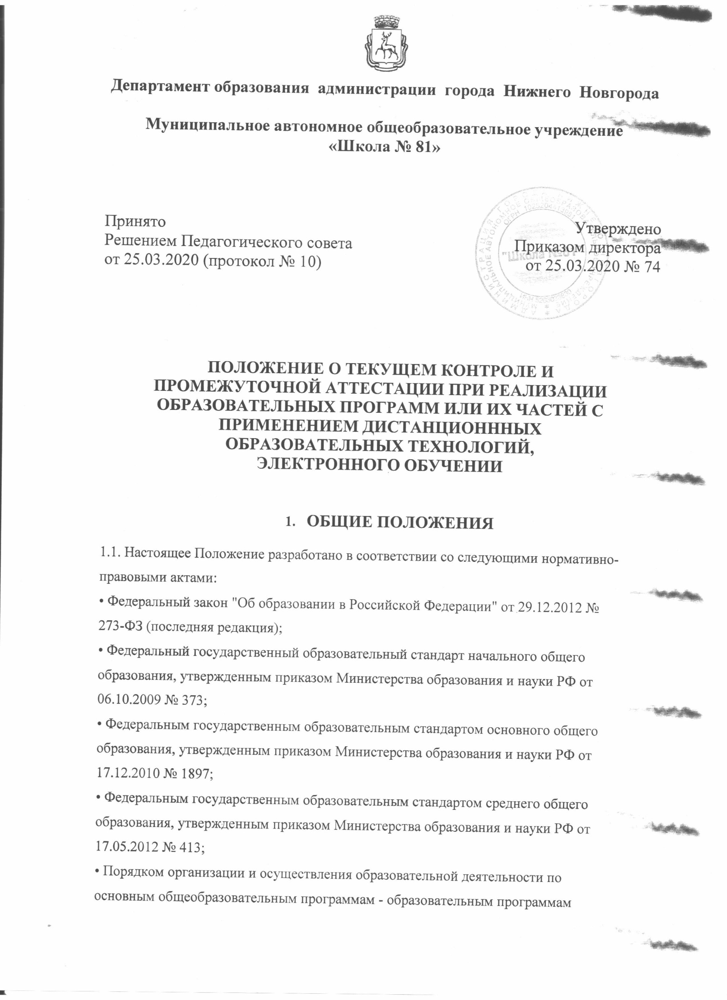 Департамент образования администрации города Нижнего Новгорода
Муниципальное автономное общеобразовательное учреждение
«Школа № 81»
Принято
Решением Педагогического совета
от 25.03.2020 (протокол № 10)
Утверждено
Приказом директора
от 25.03.2020 № 74
"Школа №81"
ПОЛОЖЕНИЕ О ТЕКУЩЕМ КОНТРОЛЕ И
ПРОМЕЖУТОЧНОЙ АТТЕСТАЦИИ ПРИ РЕАЛИЗАЦИИ
ОБРАЗОВАТЕЛЬНЫХ ПРОГРАММ ИЛИ ИХ ЧАСТЕЙ С
ПРИМЕНЕНИЕМ ДИСТАНЦИОНННЫХ
ОБРАЗОВАТЕЛЬНЫХ ТЕХНОЛОГИЙ,
ЭЛЕКТРОННОГО ОБУЧЕНИИ
1. ОБЩИЕ ПОЛОЖЕНИЯ
1.1. Настоящее Положение разработано в соответствии со следующими нормативно-
правовыми актами:
• Федеральный закон "Об образовании в Российской Федерации" от 29.12.2012 №
273-ФЗ (последняя редакция);
• Федеральный государственный образовательный стандарт начального общего
образования, утвержденным приказом Министерства образования и науки РФ от
06.10.2009 № 373;
• Федеральным государственным образовательным стандартом основного общего
образования, утвержденным приказом Министерства образования и науки РФ от
17.12.2010 № 1897;
• Федеральным государственным образовательным стандартом среднего общего
образования, утвержденным приказом Министерства образования и науки РФ от
17.05.2012 № 413;
• Порядком организации и осуществления образовательной деятельности по
основным общеобразовательным программам - образовательным программам